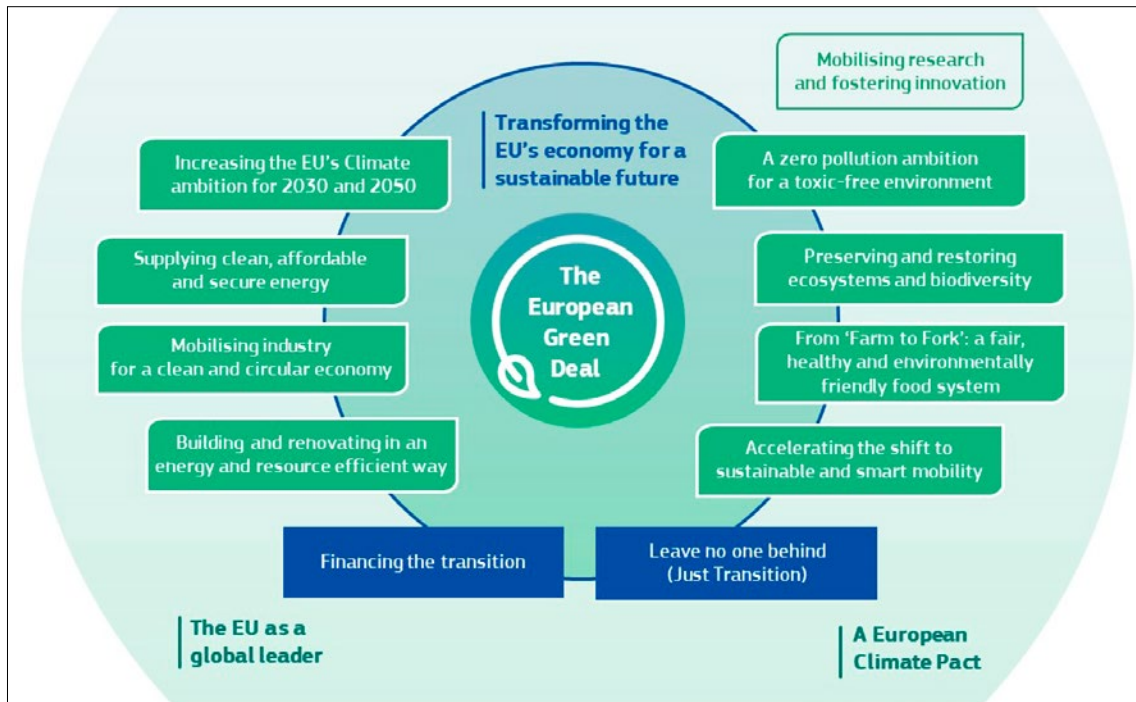 Mobilising research
and fostering innovation
Transforming the
EU's economy for a
sustainable future
Increasing the EU's Climate
ambition for 2030 and 2050
A zero pollution ambition
for a toxic-free environment
Supplying clean, affordable
and secure energy
The
European
Green
Deal
Preserving and restoring
ecosystems and biodiversity
Mobilising industry
for a clean and circular economy
From ‘Farm to Fork’: a fair,
healthy and environmentally
friendly food system
Building and renovating in an
energy and resource efficient way
Accelerating the shift to
sustainable and smart mobility
Financing the transition
Leave no one behind
(Just Transition)
The EU as a
global leader
A European
Climate Pact